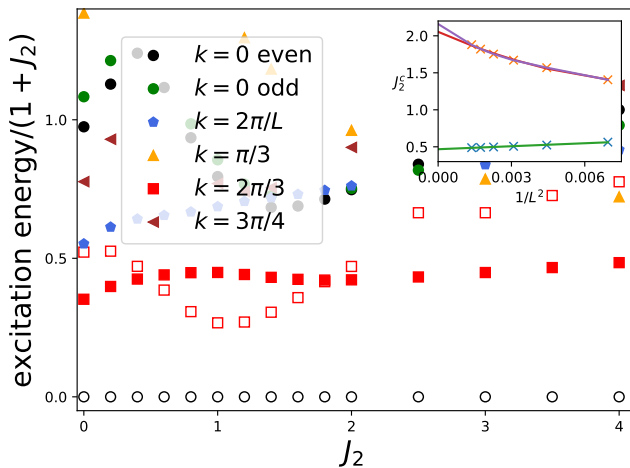 excitation energy/(1 + J₂)
1.0
0.5
0.0
0
1
2
3
4
J₂
k = 0 even
k = 0 odd
k = 2π/L
k = π/3
k = 2π/3
k = 3π/4
J₂ᶜ
2.0
1.5
1.0
0.5
0.000
0.003
0.006
1/L²